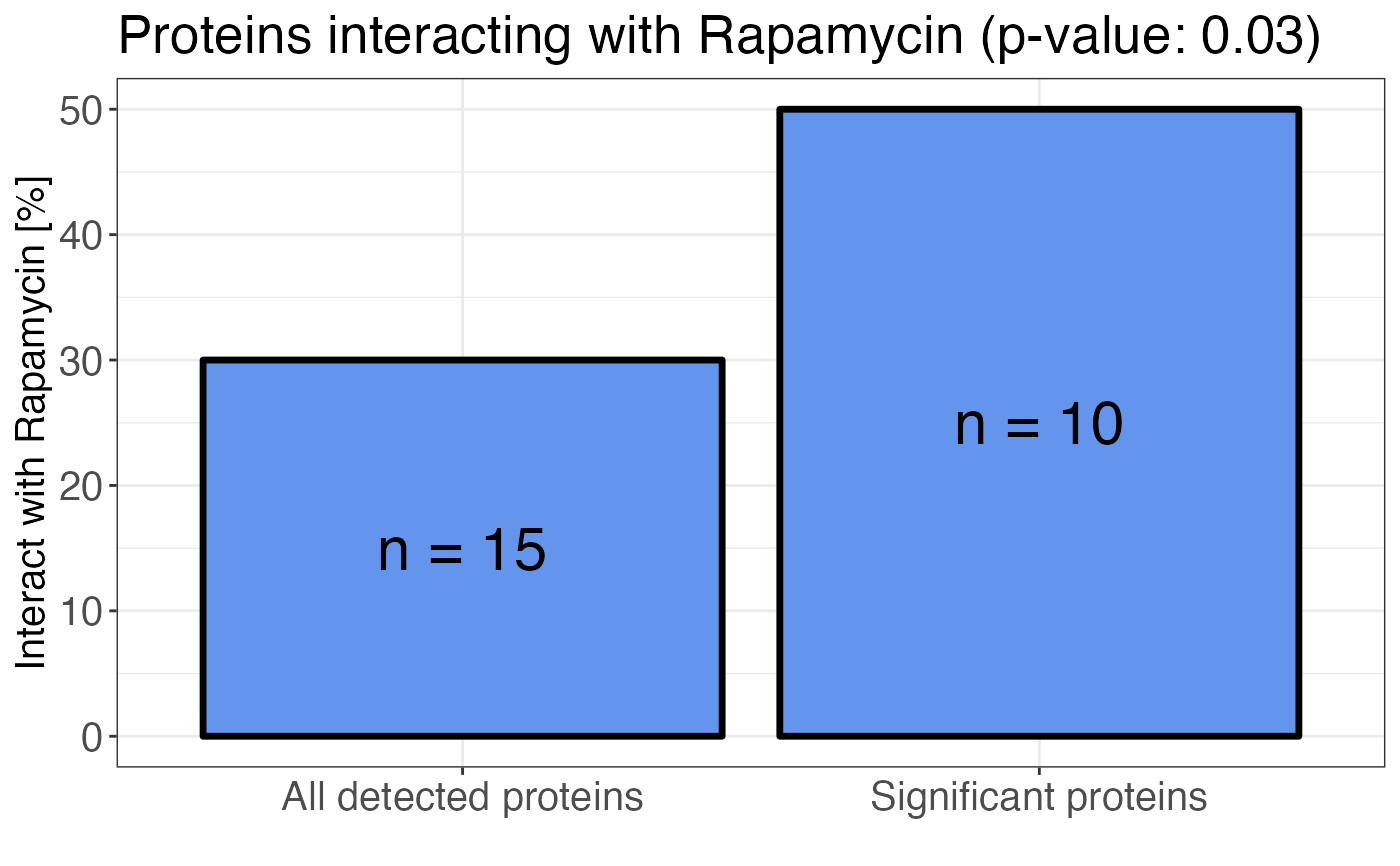 Proteins interacting with Rapamycin (p-value: 0.03)
Interact with Rapamycin [%]
50
40
30
20
10
0
n = 15
n = 10
All detected proteins
Significant proteins